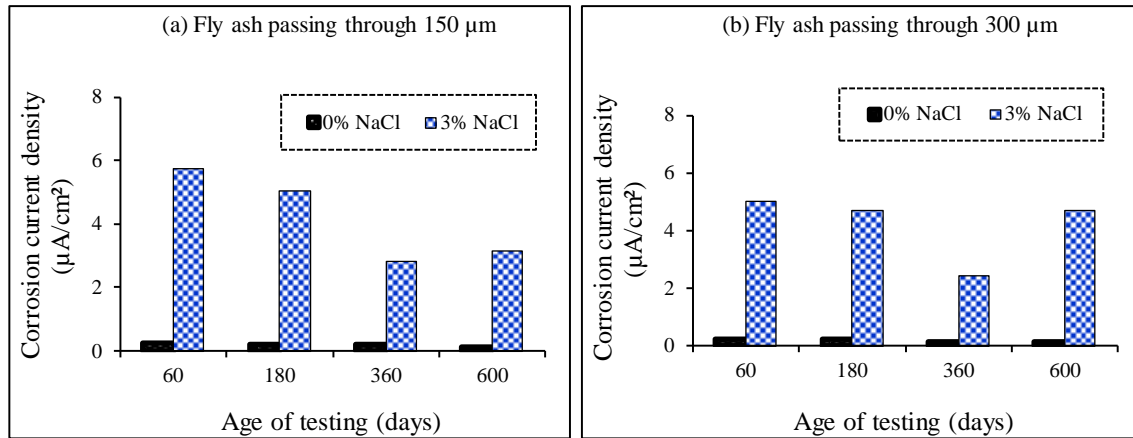 (a) Fly ash passing through 150 µm
Corrosion current density
(µA/cm²)
8
6
4
2
0
0% NaCl
3% NaCl
60
180
360
600
Age of testing (days)
(b) Fly ash passing through 300 µm
Corrosion current density
(µA/cm²)
8
6
4
2
0
0% NaCl
3% NaCl
60
180
360
600
Age of testing (days)